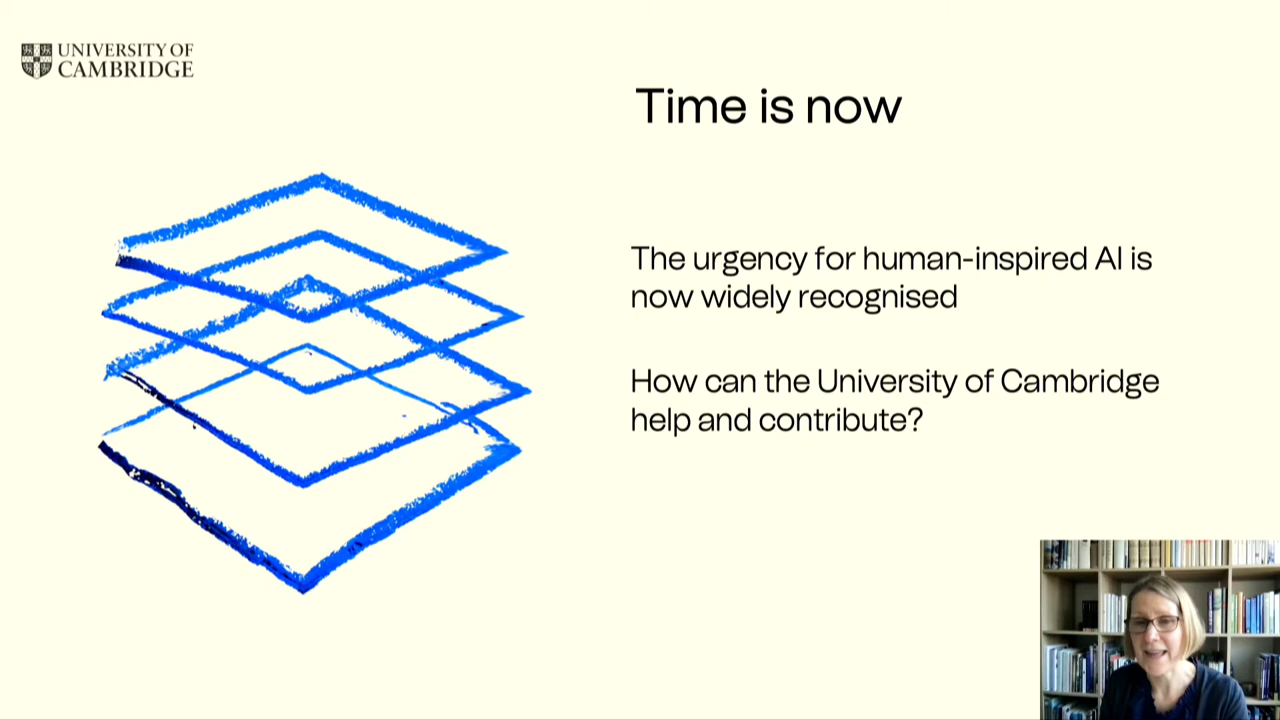 UNIVERSITY OF
CAMBRIDGE
Time is now
The urgency for human-inspired AI is
now widely recognised
How can the University of Cambridge
help and contribute?